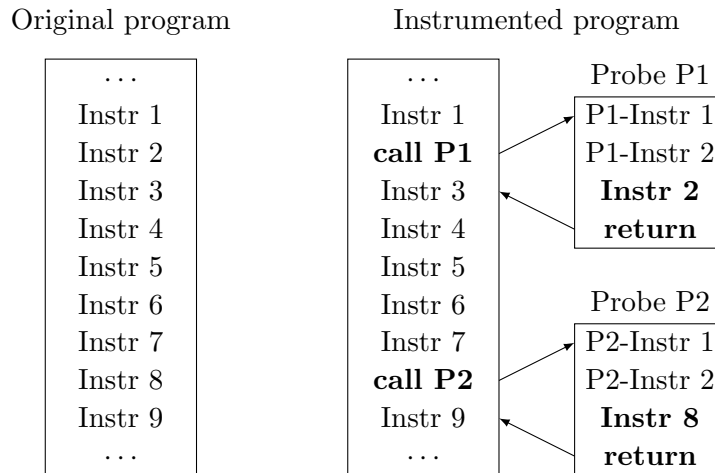 Original program
...
Instr 1
Instr 2
Instr 3
Instr 4
Instr 5
Instr 6
Instr 7
Instr 8
Instr 9
...
Instrumented program
...
Instr 1
call P1
Instr 3
Instr 4
Instr 5
Instr 6
Instr 7
call P2
Instr 9
...
Probe P1
P1-Instr 1
P1-Instr 2
Instr 2
return
Probe P2
P2-Instr 1
P2-Instr 2
Instr 8
return